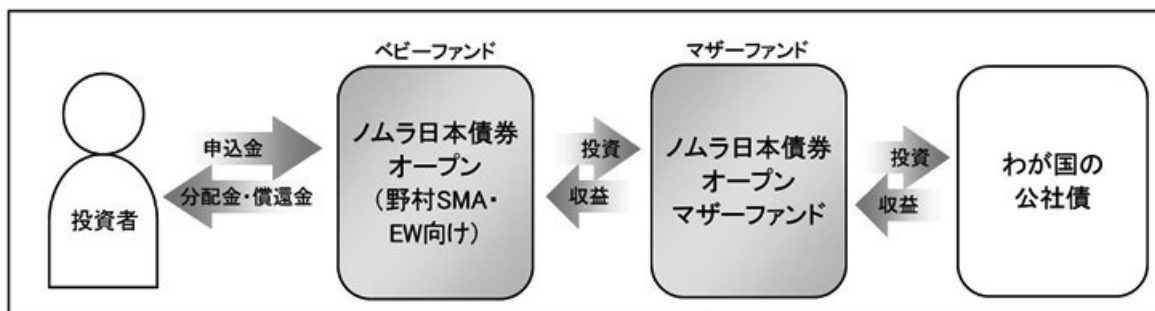 ベビーファンド
マザーファンド
投資者
申込金
分配金・償還金
ノムラ日本債券
オープン
(野村SMA・
EW向け)
投資
収益
ノムラ日本債券
オープン
マザーファンド
投資
収益
わが国の
公社債